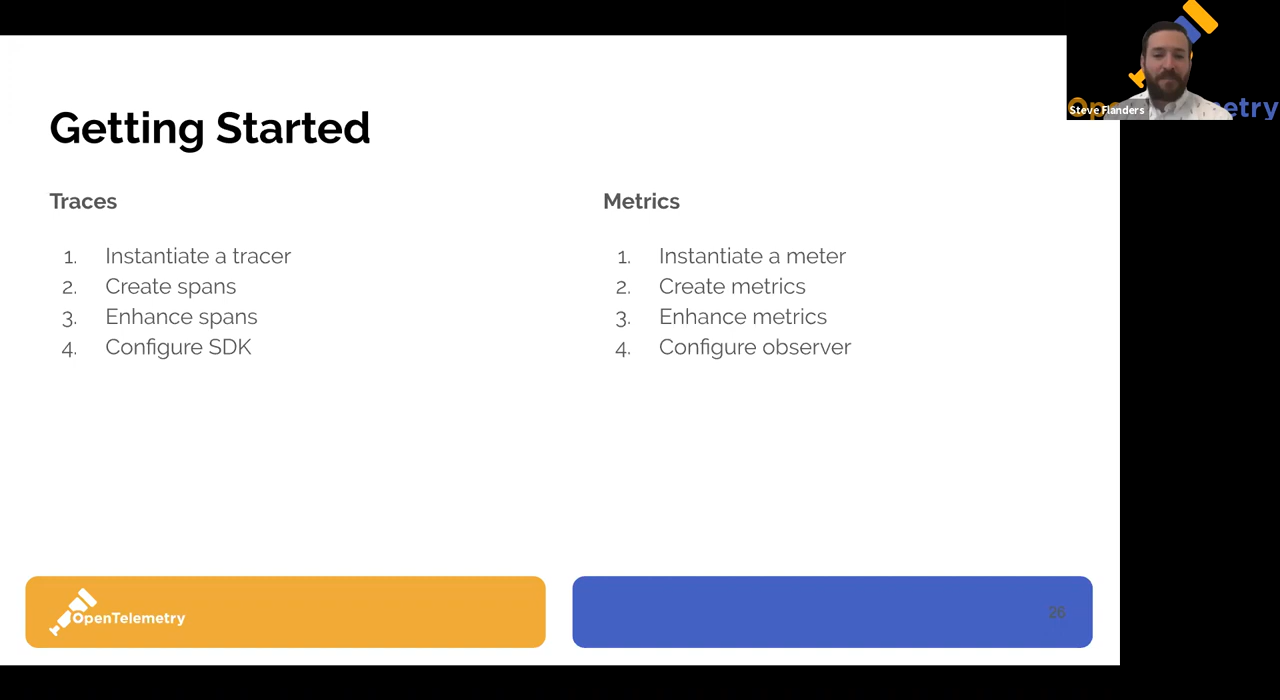 Getting Started
Traces
1. Instantiate a tracer
2. Create spans
3. Enhance spans
4. Configure SDK
Metrics
1. Instantiate a meter
2. Create metrics
3. Enhance metrics
4. Configure observer
OpenTelemetry
26
Steve Flanders